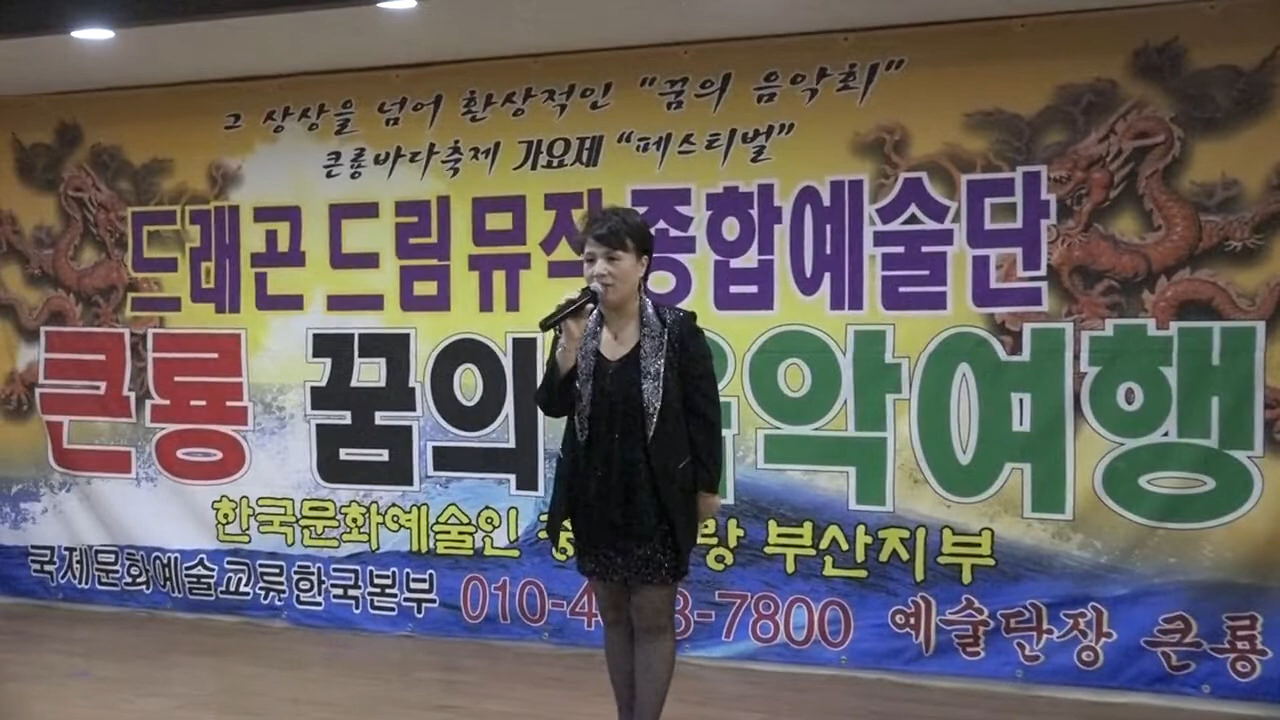 그 상상을 넘어 환상적인 "꿈의 음악회"
큰룡바다축제 가요제 "페스티벌"
드래곤드림뮤직종합예술단
큰룡 꿈의 음악여행
한국문화예술인 부산지부
국제문화예술교류한국본부 010-4 8-7800 예술단장 큰룡